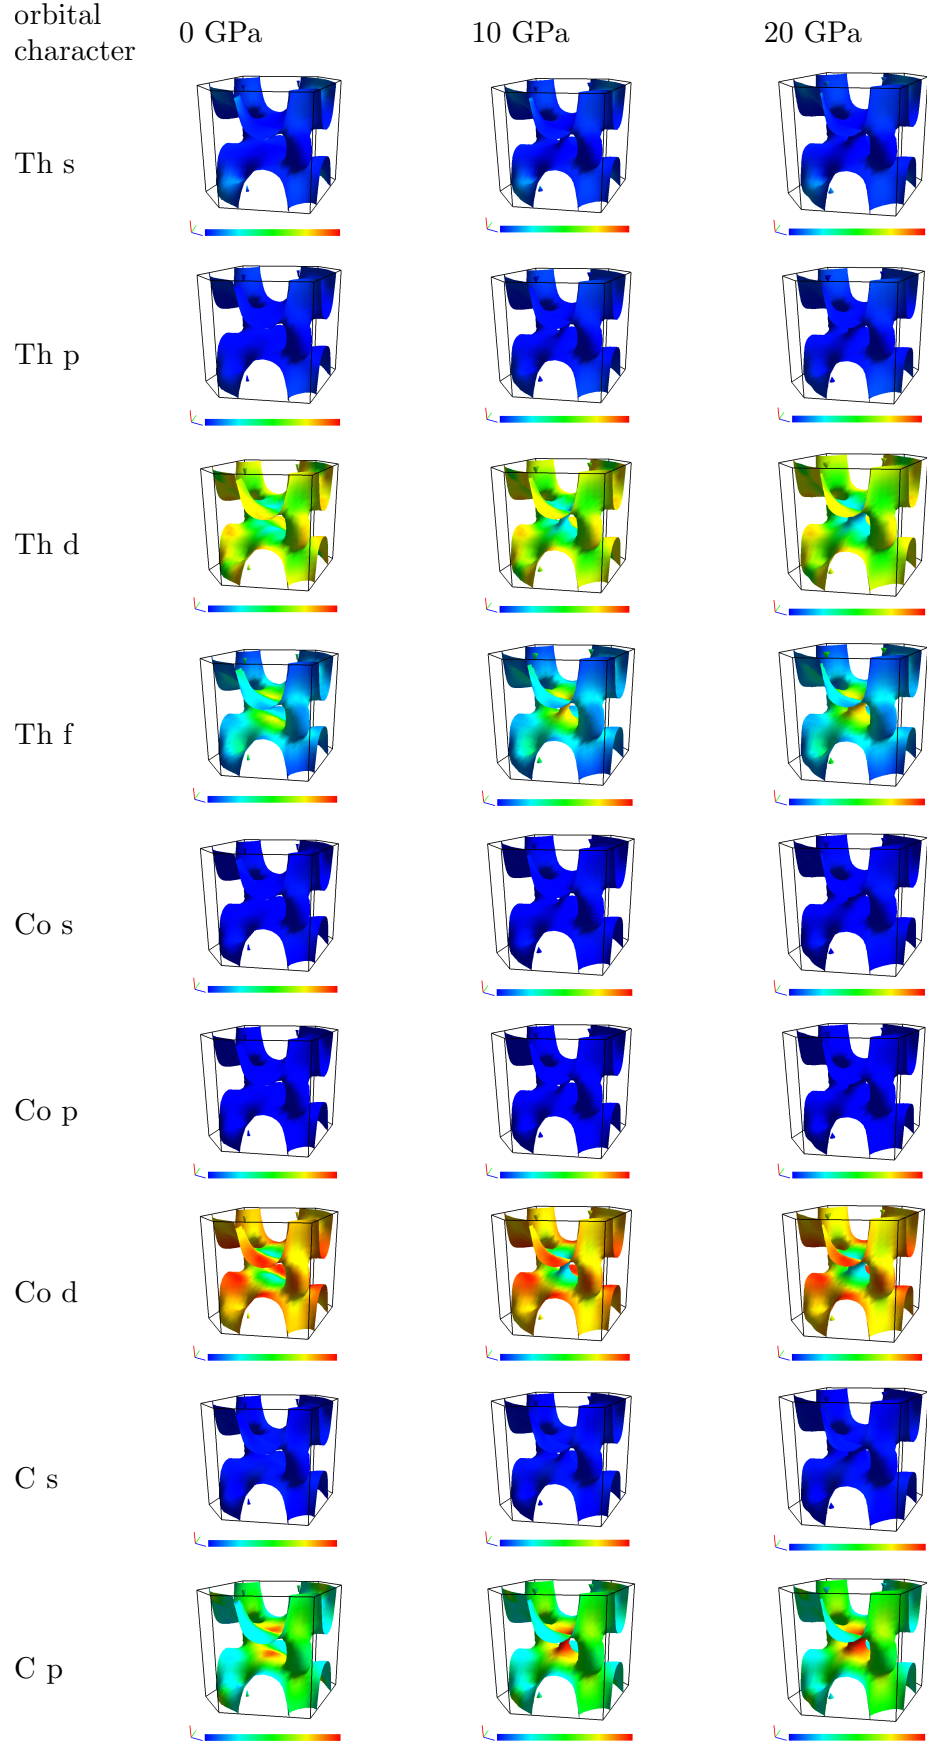 orbital
character
0 GPa
10 GPa
20 GPa
Th s
Th p
Th d
Th f
Co s
Co p
Co d
C s
C p